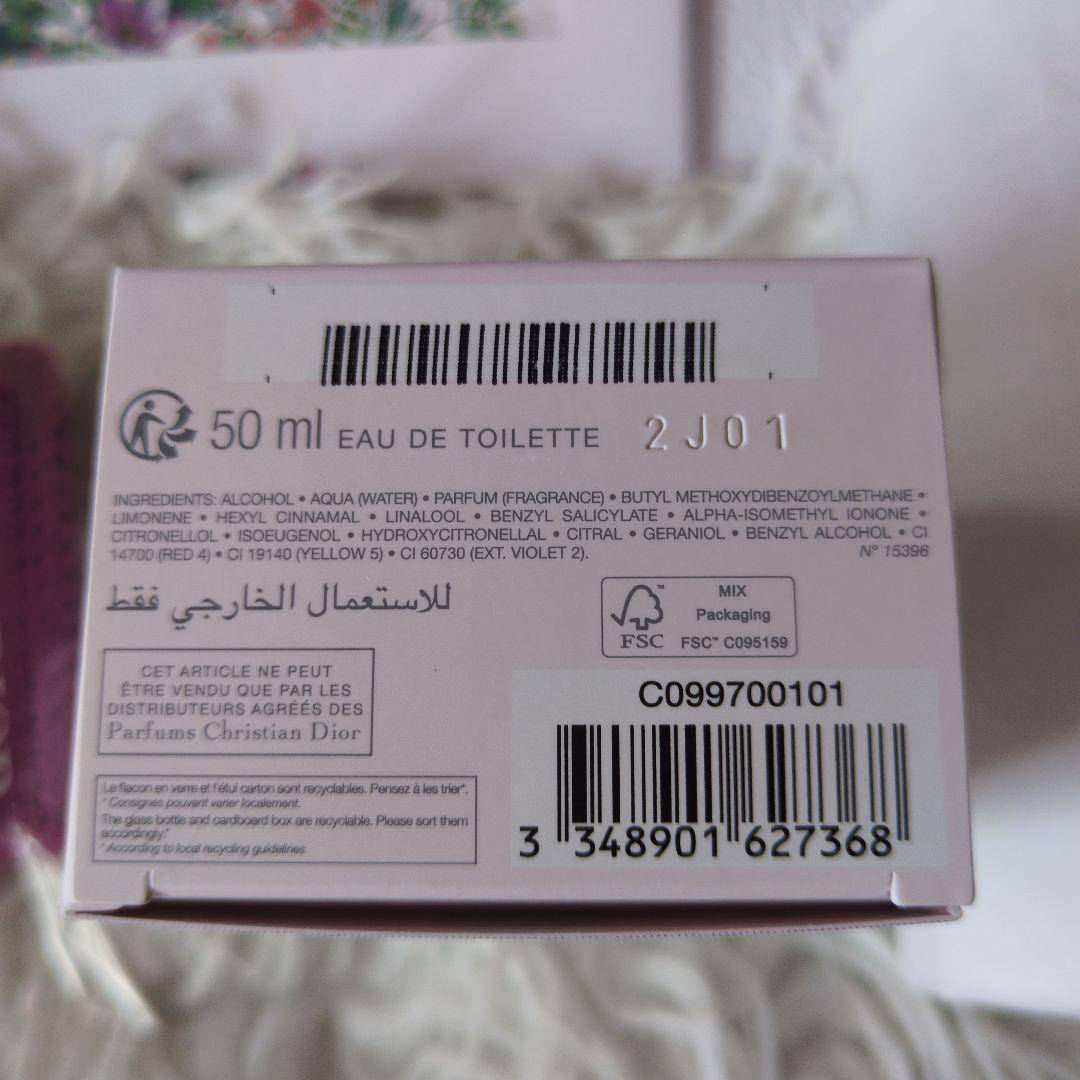 50 ml EAU DE TOILETTE 2J01
INGREDIENTS: ALCOHOL • AQUA (WATER) • PARFUM (FRAGRANCE) • BUTYL METHOXYDIBENZOYLMETHANE •
LIMONENE • HEXYL CINNAMAL • LINALOOL • BENZYL SALICYLATE • ALPHA-ISOMETHYL IONONE •
CITRONELLOL • ISOEUGENOL • HYDROXYCITRONELLAL • CITRAL • GERANIOL • BENZYL ALCOHOL • CI
14700 (RED 4) • CI 19140 (YELLOW 5) • CI 60730 (EXT. VIOLET 2). N° 15396
للاستعمال الخارجي فقط
MIX
Packaging
FSC™ C095159
FSC
CET ARTICLE NE PEUT
ÊTRE VENDU QUE PAR LES
DISTRIBUTEURS AGRÉÉS DES
Parfums Christian Dior
C099700101
Le flacon en verre et l'étui carton sont recyclables. Pensez à les trier*.
* Consignes pouvant varier localement.
The glass bottle and cardboard box are recyclable. Please sort them
accordingly.*
* According to local recycling guidelines.
3 348901 627368